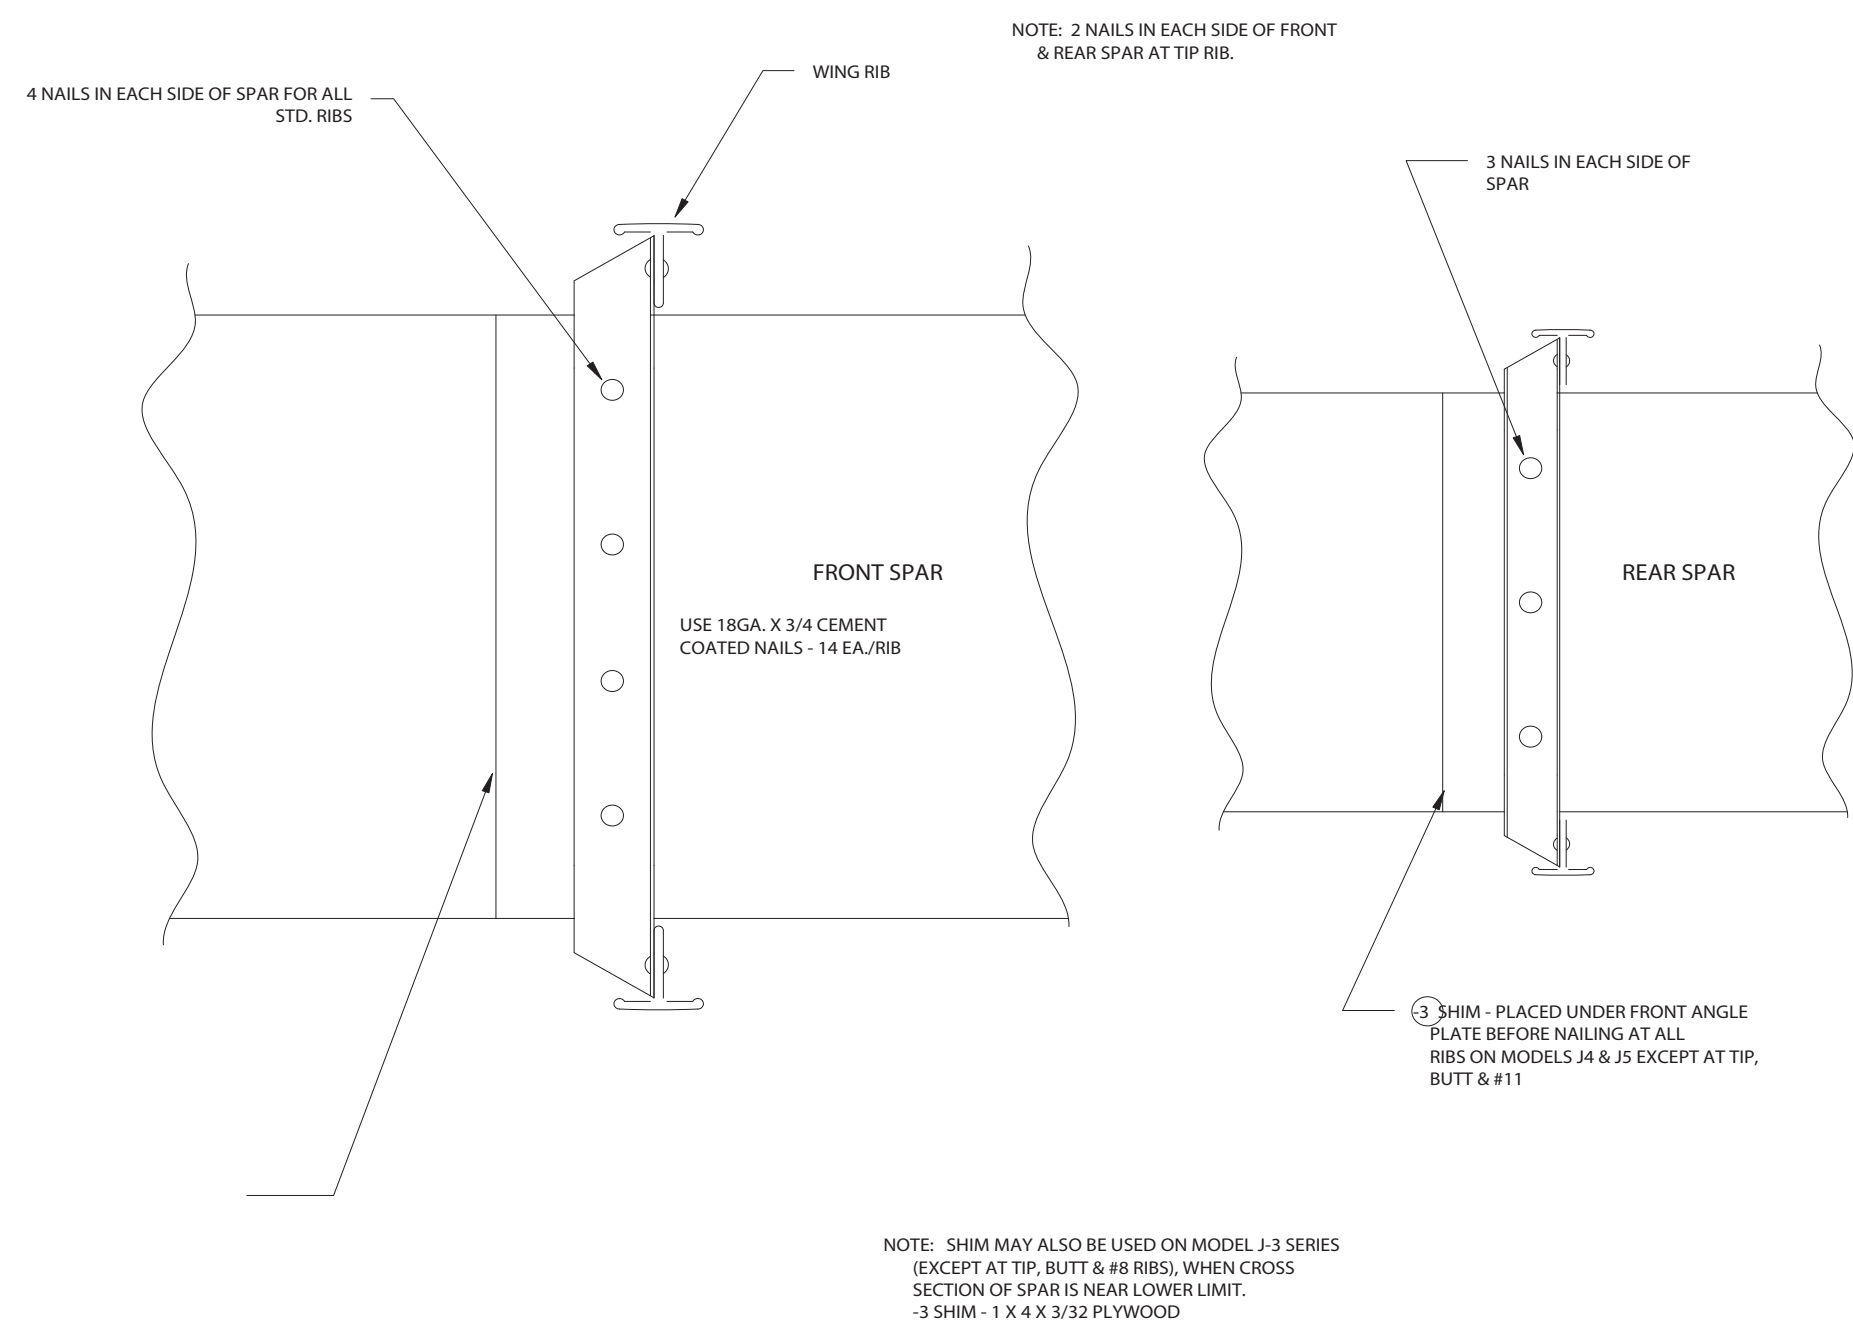 NOTE: 2 NAILS IN EACH SIDE OF FRONT
& REAR SPAR AT TIP RIB.
WING RIB
4 NAILS IN EACH SIDE OF SPAR FOR ALL
STD. RIBS
3 NAILS IN EACH SIDE OF
SPAR
FRONT SPAR
USE 18GA. X 3/4 CEMENT
COATED NAILS - 14 EA./RIB
REAR SPAR
-3 SHIM - PLACED UNDER FRONT ANGLE
PLATE BEFORE NAILING AT ALL
RIBS ON MODELS J4 & J5 EXCEPT AT TIP,
BUTT & #11
NOTE: SHIM MAY ALSO BE USED ON MODEL J-3 SERIES
(EXCEPT AT TIP, BUTT & #8 RIBS), WHEN CROSS
SECTION OF SPAR IS NEAR LOWER LIMIT.
-3 SHIM - 1 X 4 X 3/32 PLYWOOD